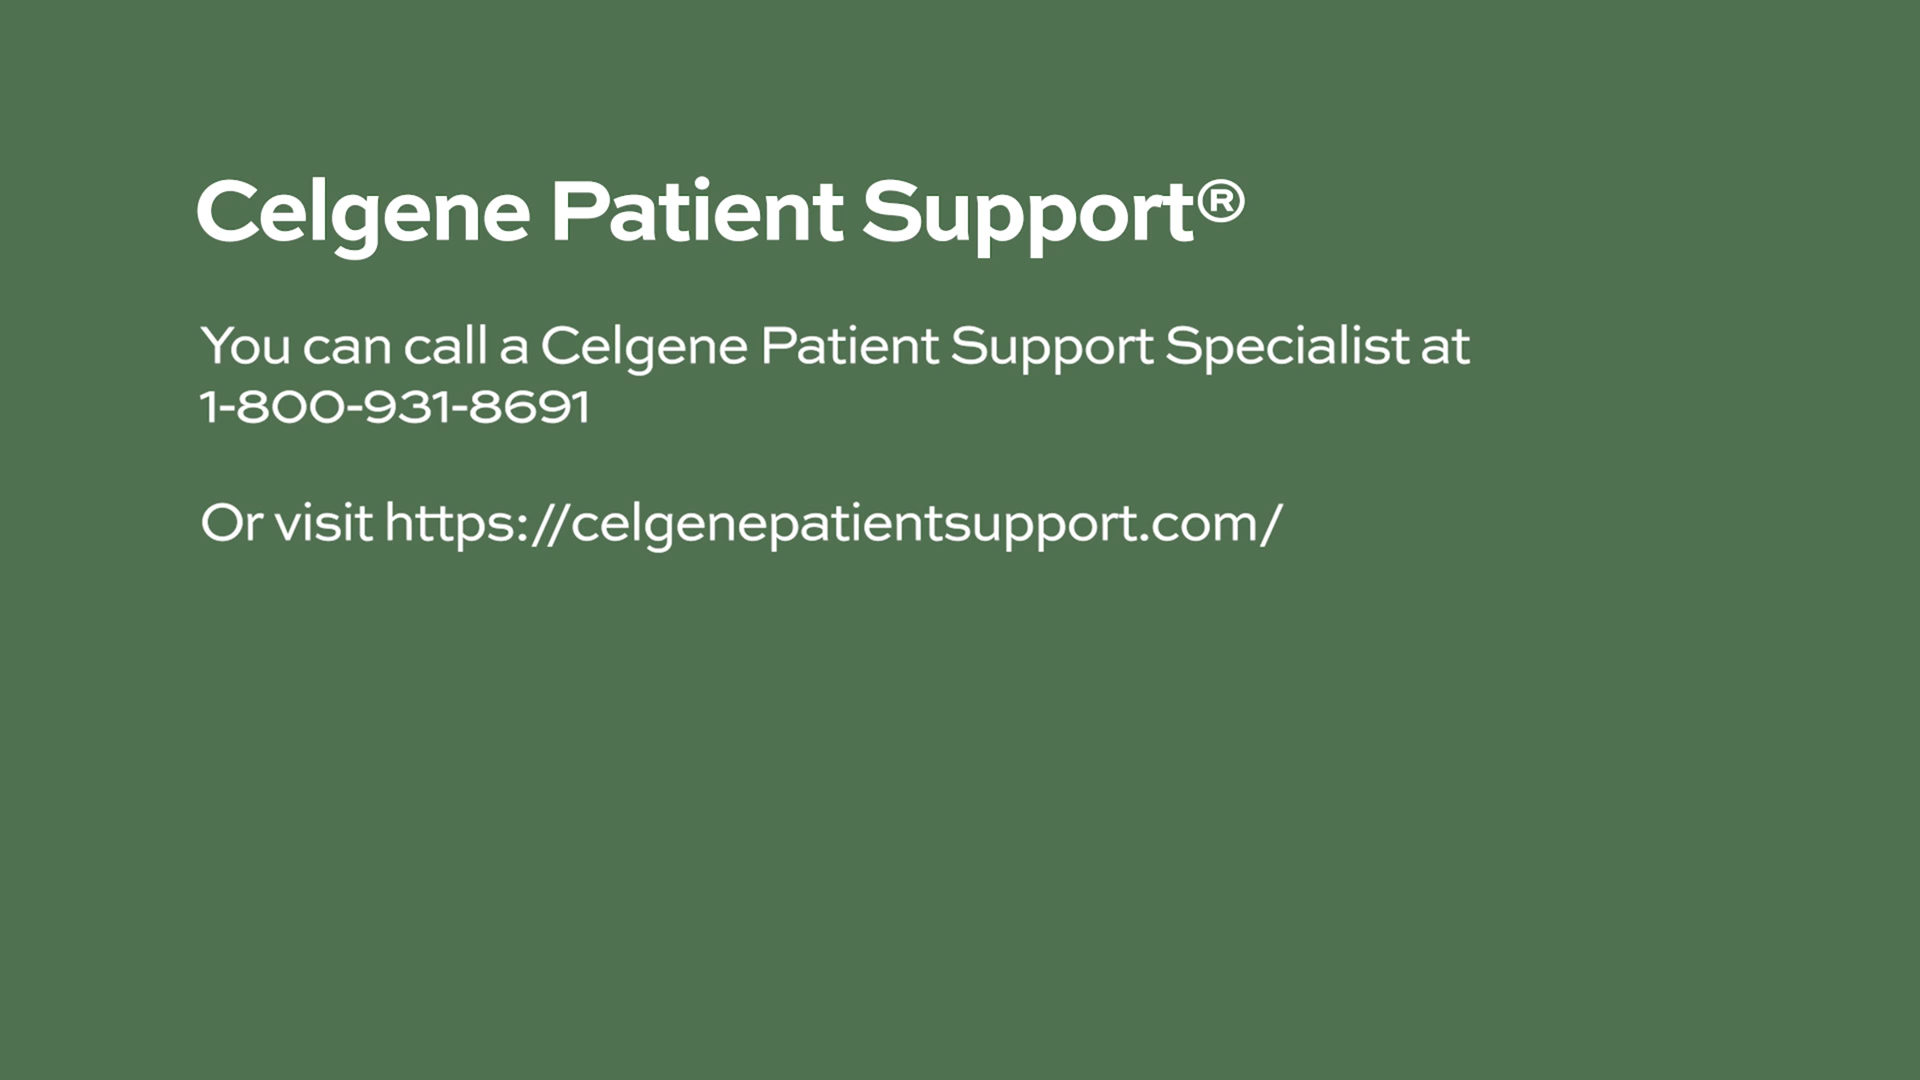 Celgene Patient Support®
You can call a Celgene Patient Support Specialist at
1-800-931-8691
Or visit https://celgenepatientsupport.com/